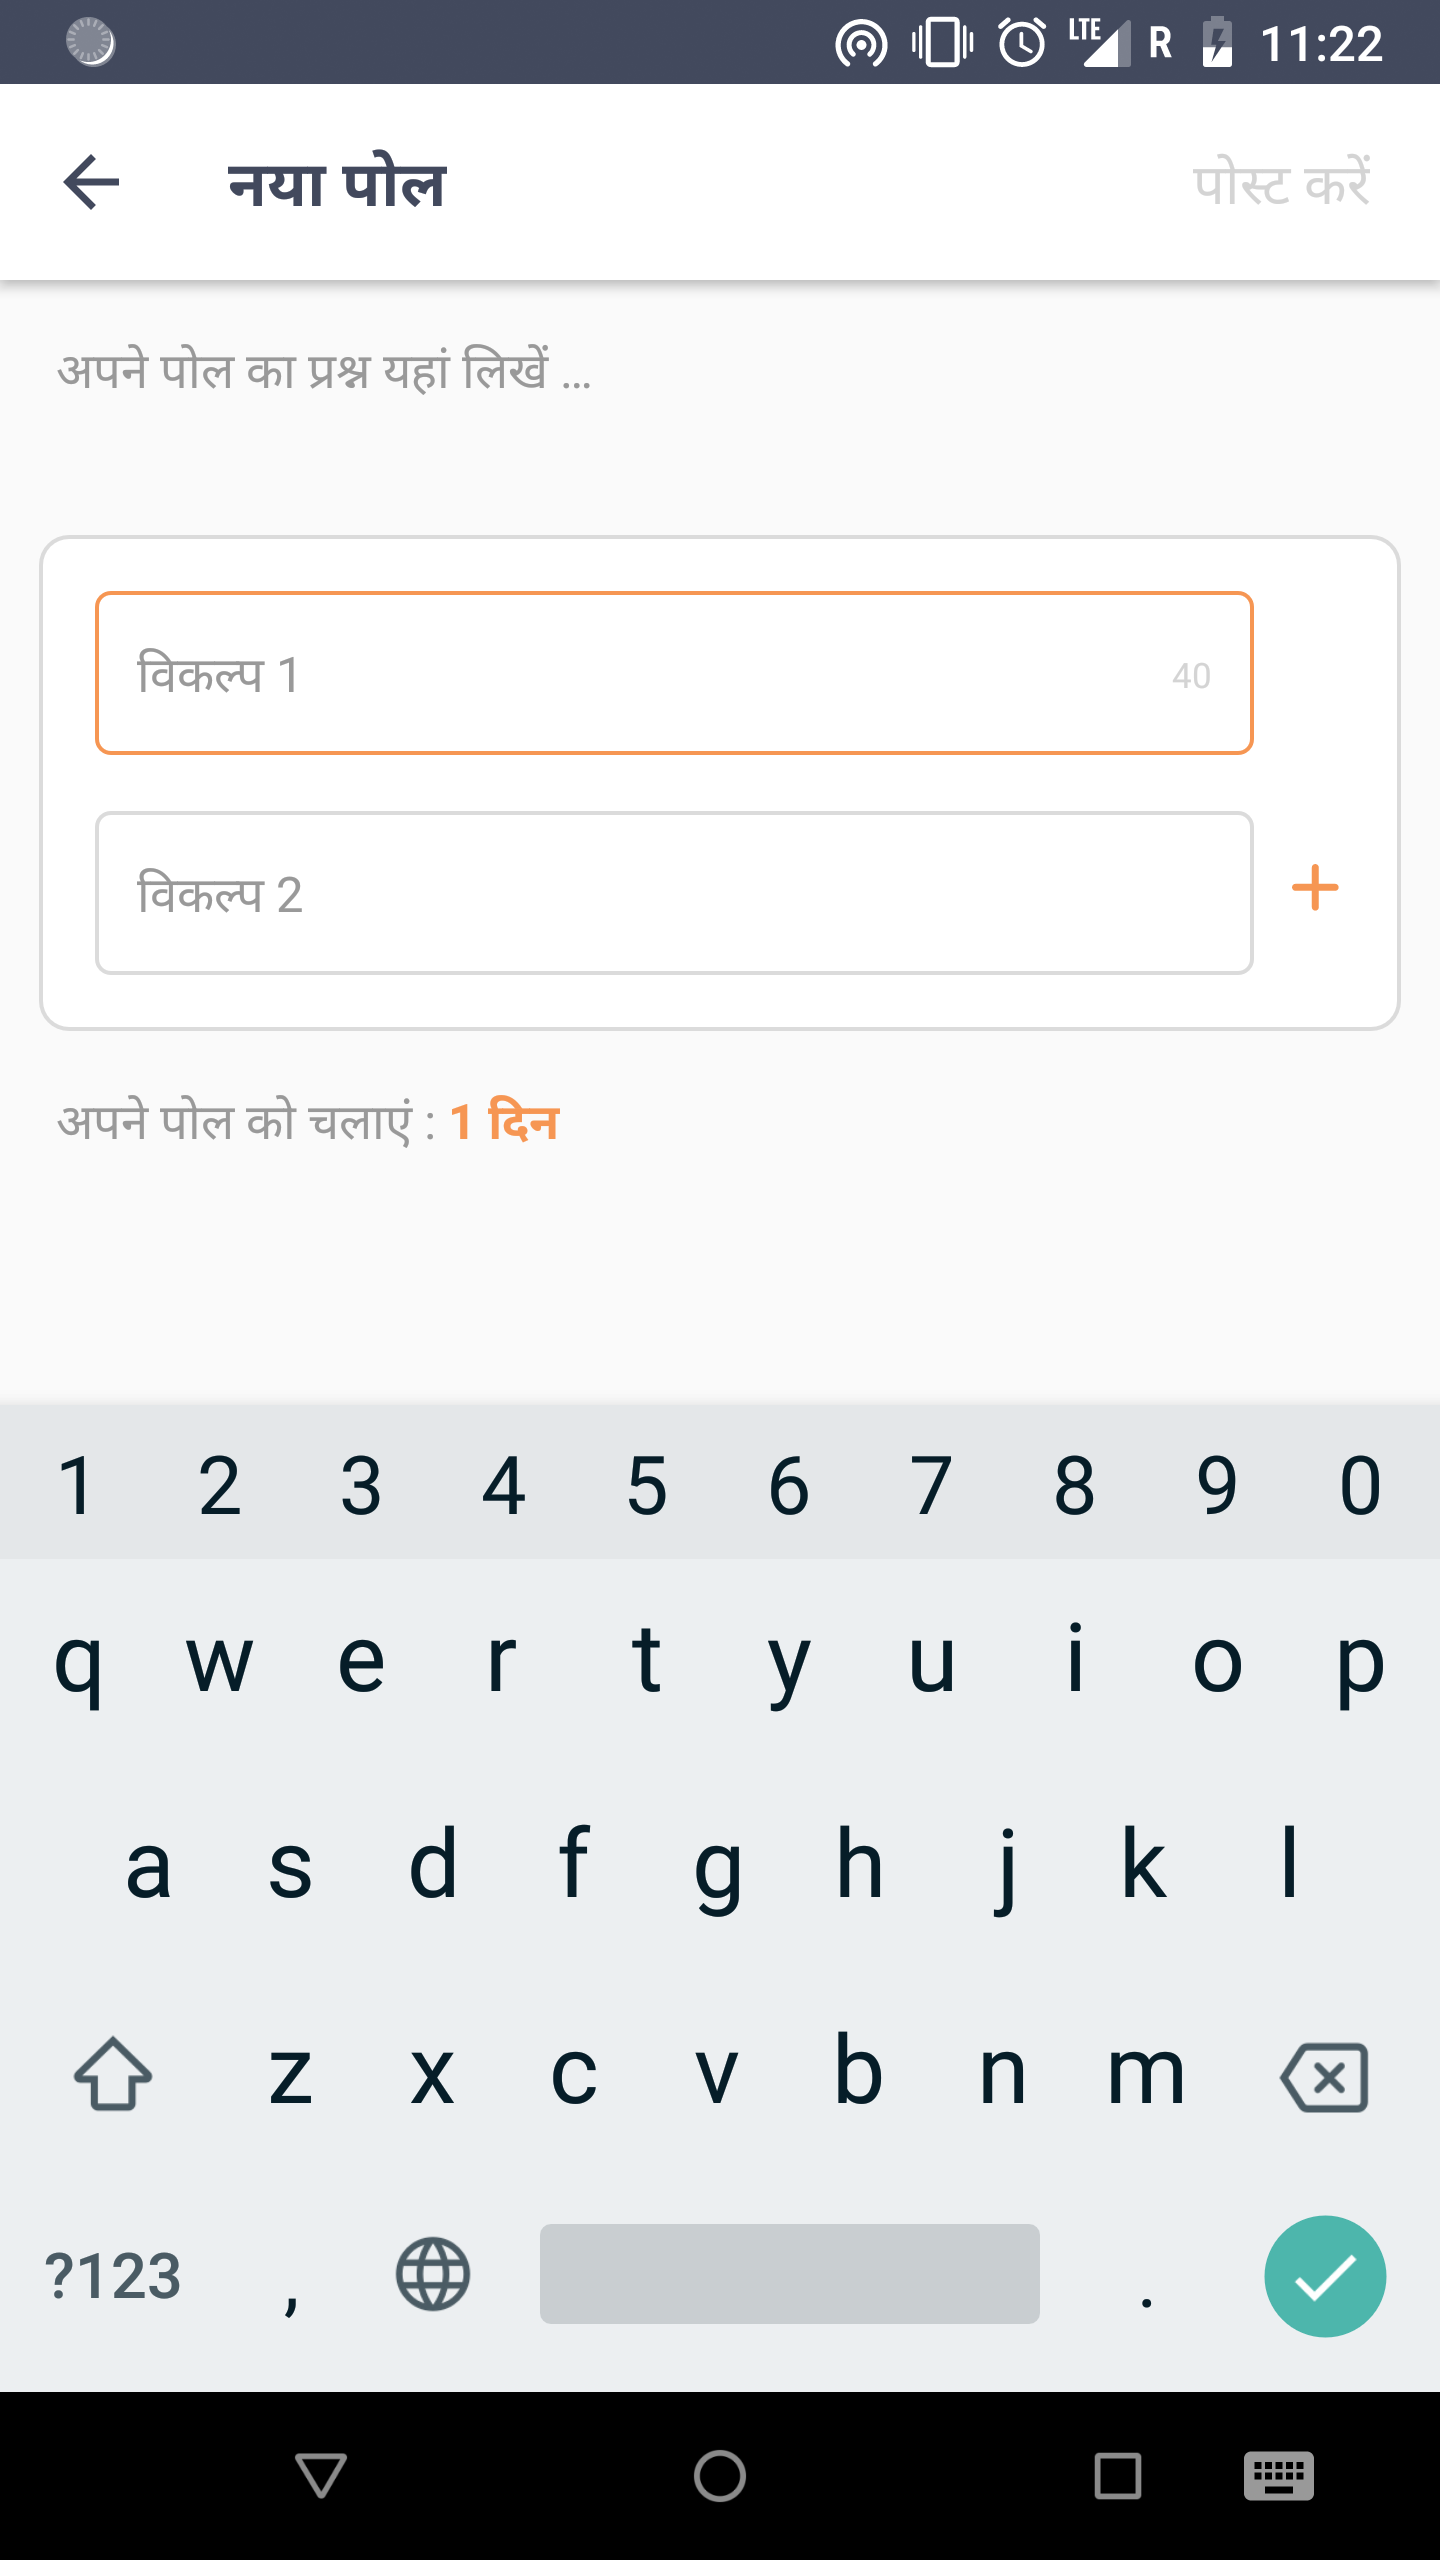 LTE R 11:22
नया पोल
पोस्ट करें
अपने पोल का प्रश्न यहां लिखें ...
विकल्प 1
40
विकल्प 2
अपने पोल को चलाएं : 1 दिन
1 2 3 4 5 6 7 8 9 0
q w e r t y u i o p
a s d f g h j k l
z x c v b n m
?123 , .